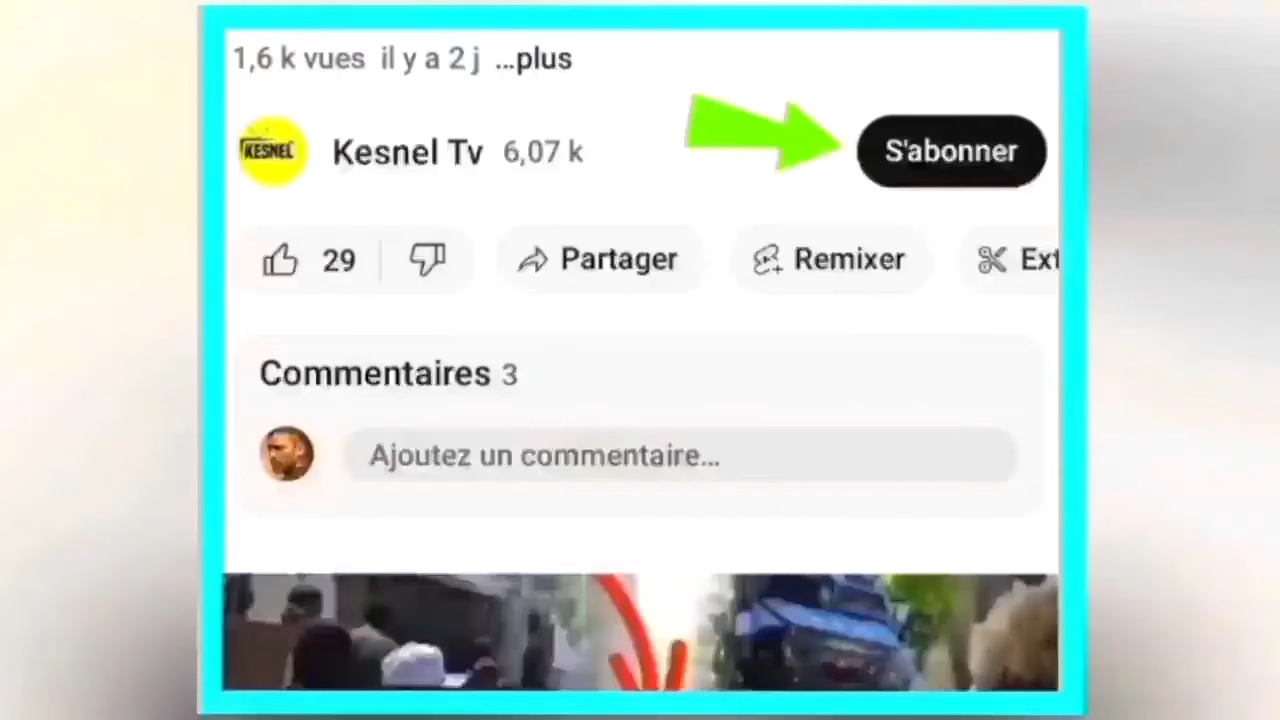 1,6 k vues il y a 2 j ...plus
KESNEL
Kesnel Tv 6,07 k
S'abonner
29
Partager
Remixer
Ext
Commentaires 3
Ajoutez un commentaire...